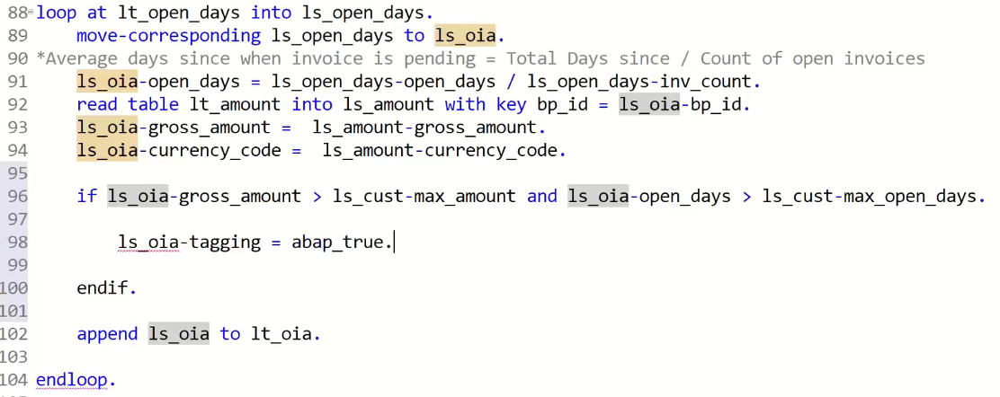 88 loop at lt_open_days into ls_open_days.
89 move-corresponding ls_open_days to ls_oia.
90 *Average days since when invoice is pending = Total Days since / Count of open invoices
91 ls_oia-open_days = ls_open_days-open_days / ls_open_days-inv_count.
92 read table lt_amount into ls_amount with key bp_id = ls_oia-bp_id.
93 ls_oia-gross_amount =  ls_amount-gross_amount.
94 ls_oia-currency_code =  ls_amount-currency_code.
95
96 if ls_oia-gross_amount > ls_cust-max_amount and ls_oia-open_days > ls_cust-max_open_days.
97
98 ls_oia-tagging = abap_true.
99
100 endif.
101
102 append ls_oia to lt_oia.
103
104 endloop.